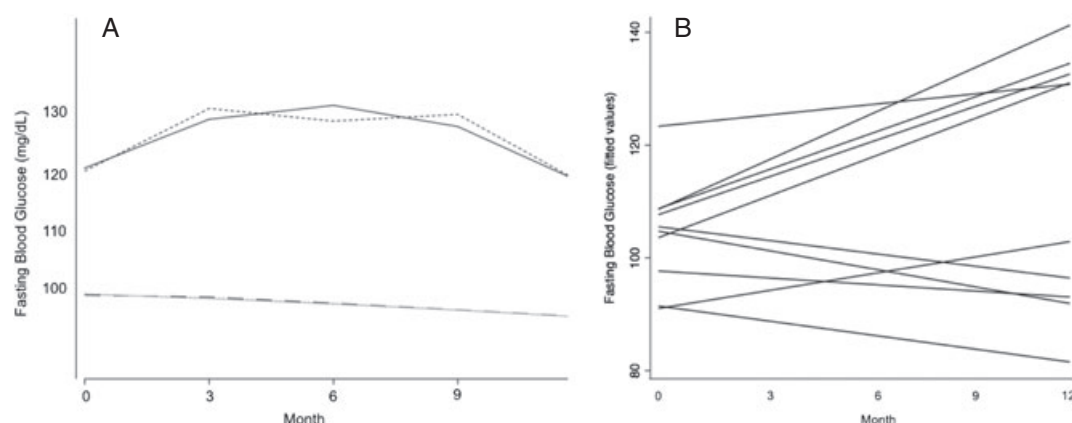 A
Fasting Blood Glucose (mg/dL)
130
120
110
100
0 3 6 9
Month
B
Fasting Blood Glucose (fitted values)
140
120
100
80
0 3 6 9 12
Month